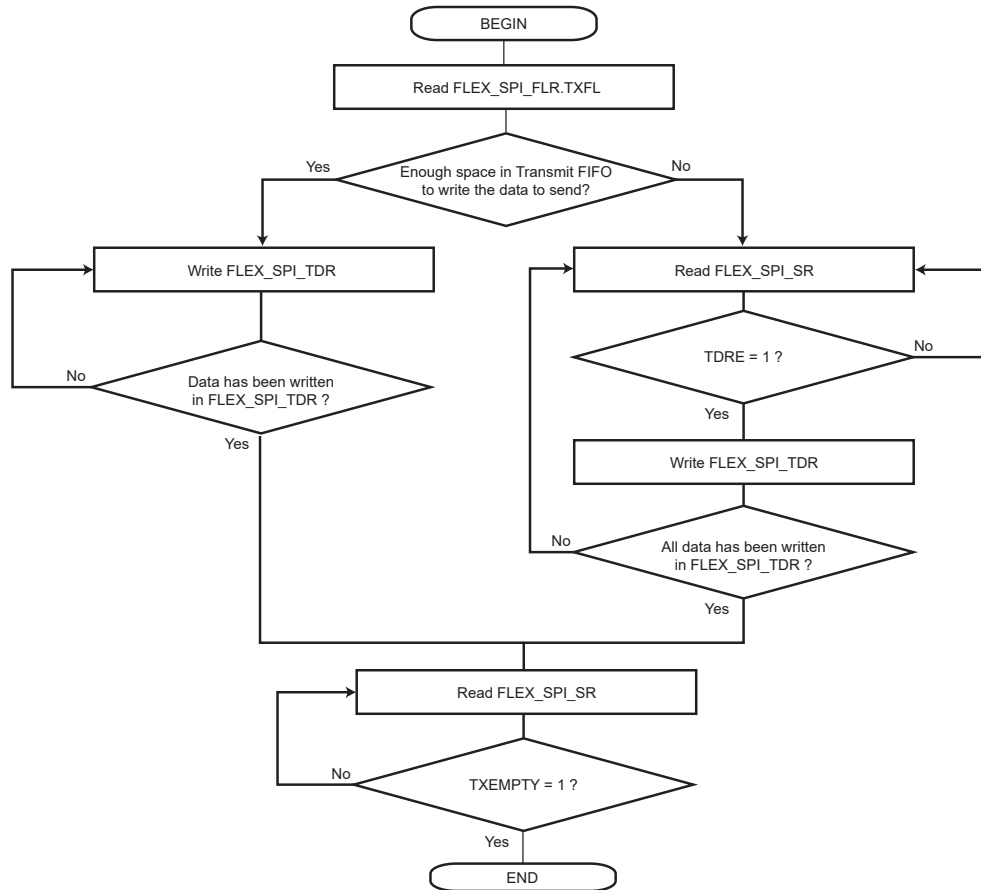 BEGIN
Read FLEX_SPI_FLR.TXFL
Yes
Enough space in Transmit FIFO
to write the data to send?
No
Write FLEX_SPI_TDR
Read FLEX_SPI_SR
No
Data has been written
in FLEX_SPI_TDR ?
Yes
TDRE = 1 ?
No
Yes
Write FLEX_SPI_TDR
No
All data has been written
in FLEX_SPI_TDR ?
Yes
Read FLEX_SPI_SR
No
TXEMPTY = 1 ?
Yes
END